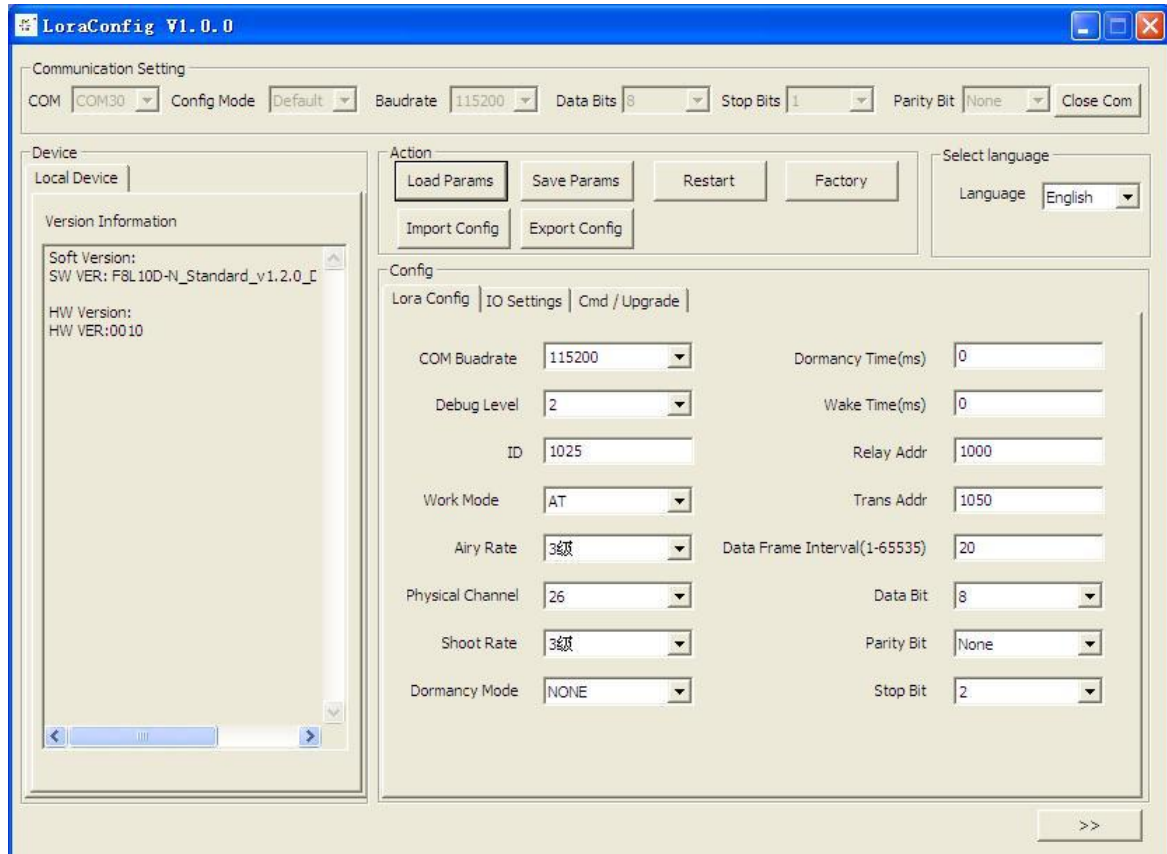 LoraConfig V1.0.0
Communication Setting
COM COM30 Config Mode Default Baudrate 115200 Data Bits 8 Stop Bits 1 Parity Bit None Close Com
Device
Local Device
Version Information
Soft Version:
SW VER: F8L10D-N_Standard_v1.2.0_D
HW Version:
HW VER:0010
Action
Load Params Save Params Restart Factory
Import Config Export Config
Select language
Language English
Config
Lora Config IO Settings Cmd / Upgrade
COM Buadrate 115200 Dormancy Time(ms) 0
Debug Level 2 Wake Time(ms) 0
ID 1025 Relay Addr 1000
Work Mode AT Trans Addr 1050
Airy Rate 3级 Data Frame Interval(1-65535) 20
Physical Channel 26 Data Bit 8
Shoot Rate 3级 Parity Bit None
Dormancy Mode NONE Stop Bit 2
>>